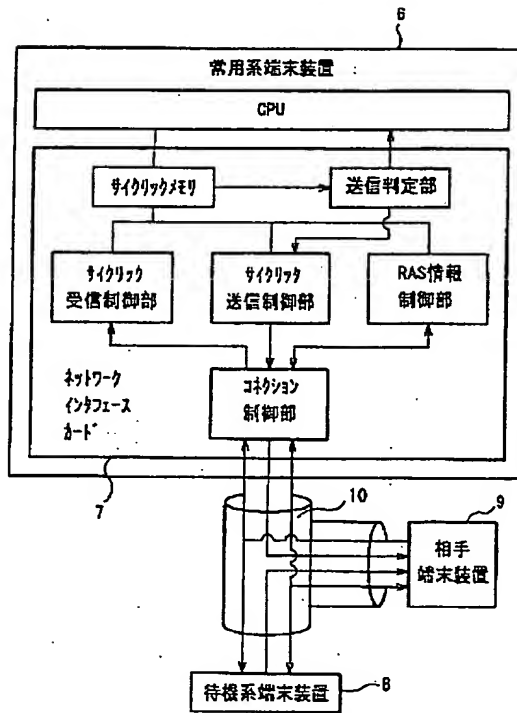 6
常用系端末装置
CPU
サイクリックメモリ
送信判定部
サイクリック
受信制御部
サイクリッタ
送信制御部
RAS情報
制御部
ネットワーク
インタフェース
カード
コネクション
制御部
7
10
9
相手
端末装置
待機系端末装置
8